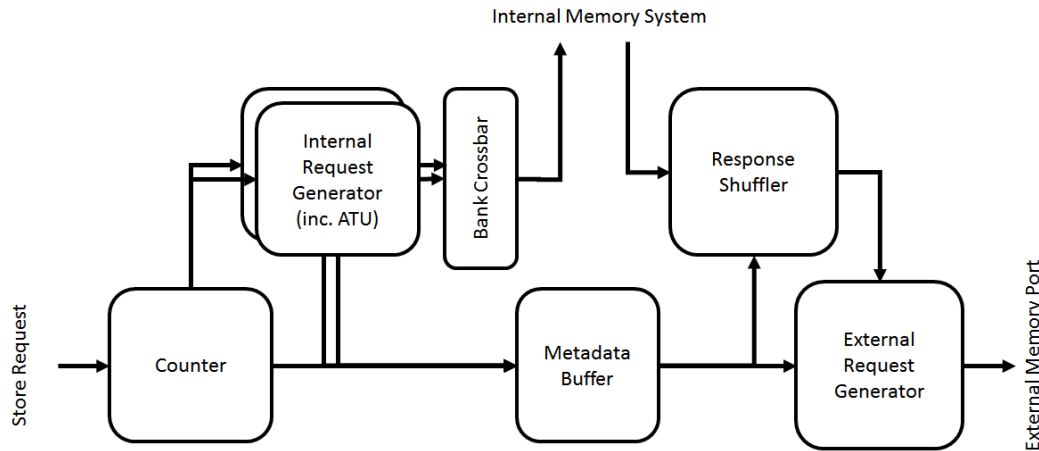 Internal Memory System
Internal
Request
Generator
(inc. ATU)
Bank Crossbar
Response
Shuffler
Store Request
Counter
Metadada
Buffer
External
Request
Generator
External Memory Port